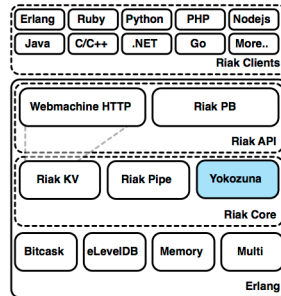 Erlang Ruby Python PHP Nodejs
Java C/C++ .NET Go More..
Riak Clients
Webmachine HTTP Riak PB
Riak API
Riak KV Riak Pipe Yokozuna
Riak Core
Bitcask eLevelDB Memory Multi
Erlang